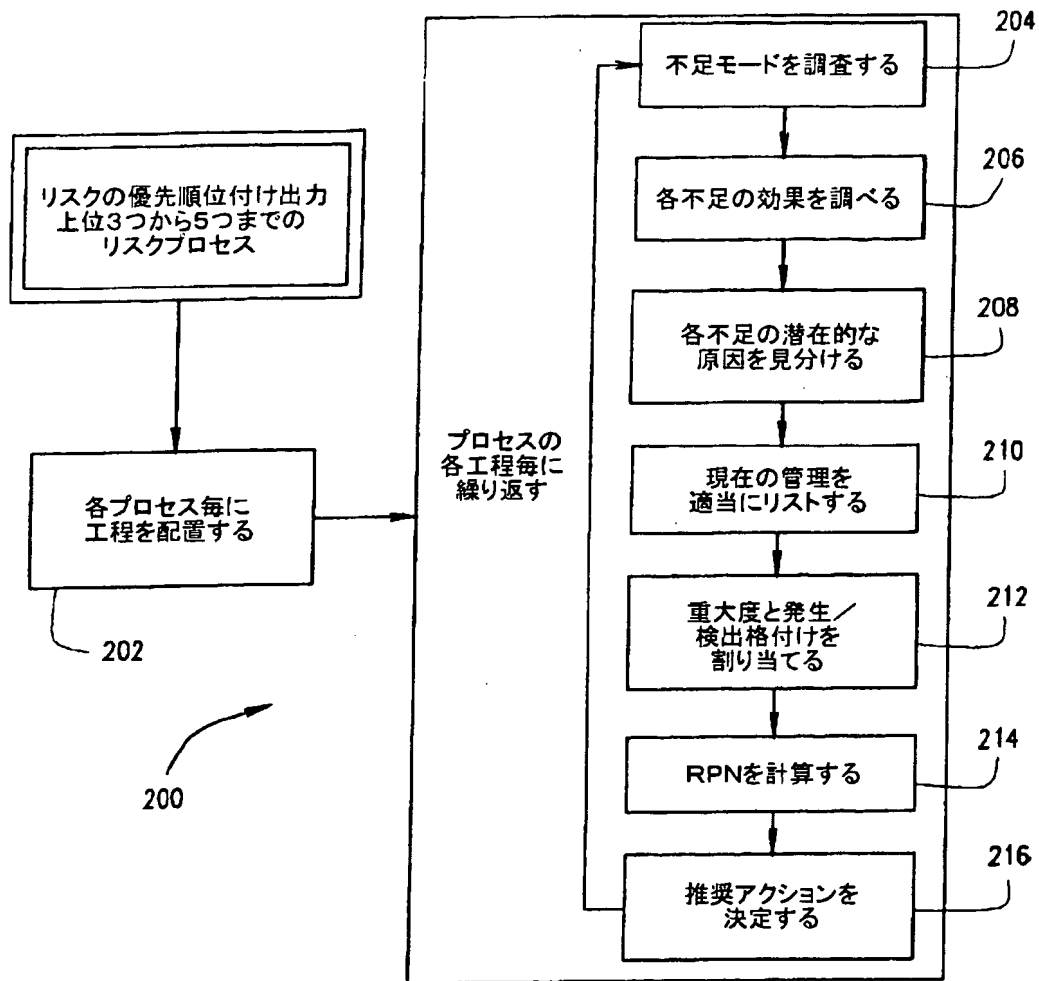 リスクの優先順位付け出力
上位3つから5つまでの
リスクプロセス
各プロセス毎に
工程を配置する
202
200
プロセスの
各工程毎に
繰り返す
不足モードを調査する
204
各不足の効果を調べる
206
各不足の潜在的な
原因を見分ける
208
現在の管理を
適当にリストする
210
重大度と発生／
検出格付けを
割り当てる
212
RPNを計算する
214
推奨アクションを
決定する
216